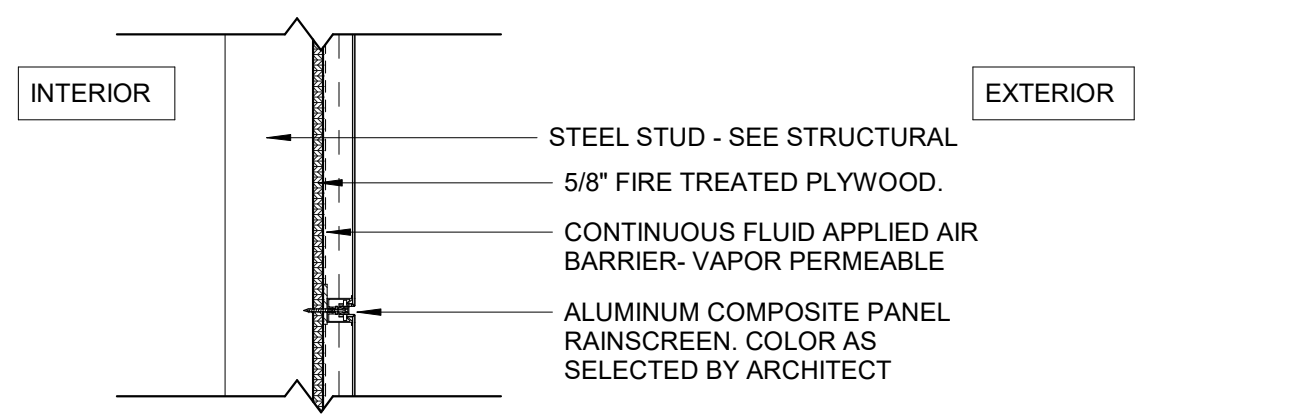 INTERIOR
EXTERIOR
STEEL STUD - SEE STRUCTURAL
5/8" FIRE TREATED PLYWOOD.
CONTINUOUS FLUID APPLIED AIR
BARRIER- VAPOR PERMEABLE
ALUMINUM COMPOSITE PANEL
RAINSCREEN. COLOR AS
SELECTED BY ARCHITECT